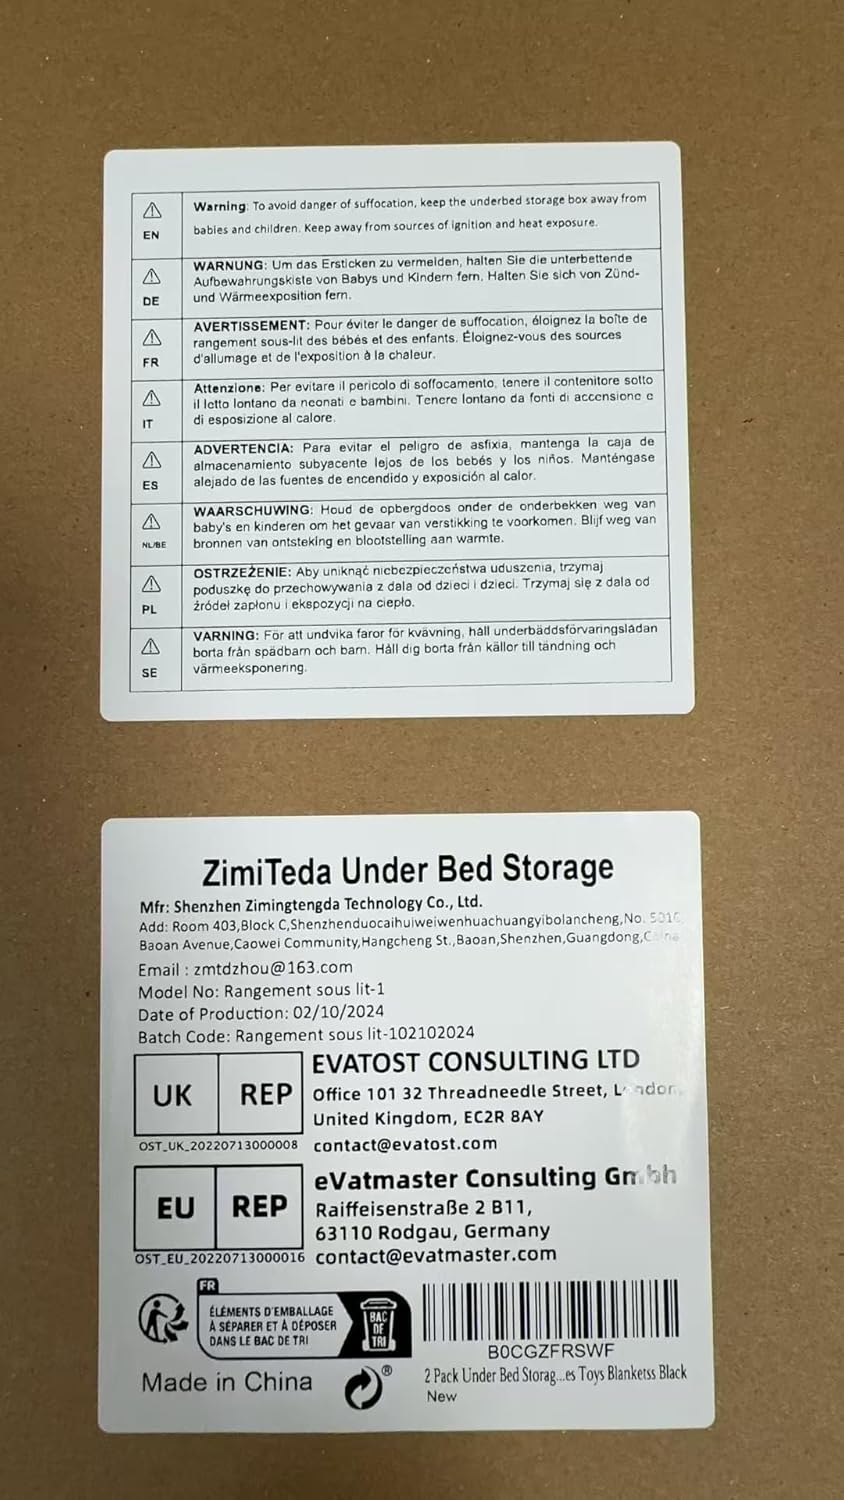 Warning: To avoid danger of suffocation, keep the underbed storage box away from
babies and children. Keep away from sources of ignition and heat exposure.
EN
WARNUNG: Um das Ersticken zu vermeiden, halten Sie die unterbettende
Aufbewahrungskiste von Babys und Kindern fern. Halten Sie sich von Zünd-
und Wärmeexposition fern.
DE
AVERTISSEMENT: Pour éviter le danger de suffocation, éloignez la boîte de
rangement sous-lit des bébés et des enfants. Éloignez-vous des sources
d'allumage et de l'exposition à la chaleur.
FR
Attenzione: Per evitare il pericolo di soffocamento, tenere il contenitore sotto
il letto lontano da neonati e bambini. Tenere lontano da fonti di accensione e
di esposizione al calore.
IT
ADVERTENCIA: Para evitar el peligro de asfixia, mantenga la caja de
almacenamiento subyacente lejos de los bebés y los niños. Manténgase
alejado de las fuentes de encendido y exposición al calor.
ES
WAARSCHUWING: Houd de opbergdoos onder de onderbekken weg van
baby's en kinderen om het gevaar van verstikking te voorkomen. Blijf weg van
bronnen van ontsteking en blootstelling aan warmte.
NL/BE
OSTRZEŻENIE: Aby uniknąć niebezpieczeństwa uduszenia, trzymaj
poduszkę do przechowywania z dala od dzieci i dzieci. Trzymaj się z dala od
źródeł zapłonu i ekspozycji na ciepło.
PL
VARNING: För att undvika faror för kvävning, håll underbäddsförvaringslådan
borta från spädbarn och barn. Håll dig borta från källor till tändning och
värmeeksponering.
SE
ZimiTeda Under Bed Storage
Mfr: Shenzhen Zimingtengda Technology Co., Ltd.
Add: Room 403,Block C,Shenzhenduocaihuiweiwenhuachuangyibolancheng,No.
Baoan Avenue,Caowei Community,Hangcheng St.,Baoan,Shenzhen,Guangdong,China
Email : zmtdzhou@163.com
Model No: Rangement sous lit-1
Date of Production: 02/10/2024
Batch Code: Rangement sous lit-102102024
UK REP
EVATOST CONSULTING LTD
Office 101 32 Threadneedle Street, London,
United Kingdom, EC2R 8AY
OST_UK_20220713000008 contact@evatost.com
EU REP
eVatmaster Consulting GmbH
Raiffeisenstraße 2 B11,
63110 Rodgau, Germany
OST_EU_20220713000016 contact@evatmaster.com
FR
ÉLÉMENTS D'EMBALLAGE
À SÉPARER ET À DÉPOSER
DANS LE BAC DE TRI
BAC
DE
TRI
B0CGZFRSWF
Made in China
®
2 Pack Under Bed Storag...es Toys Blanketss Black
New